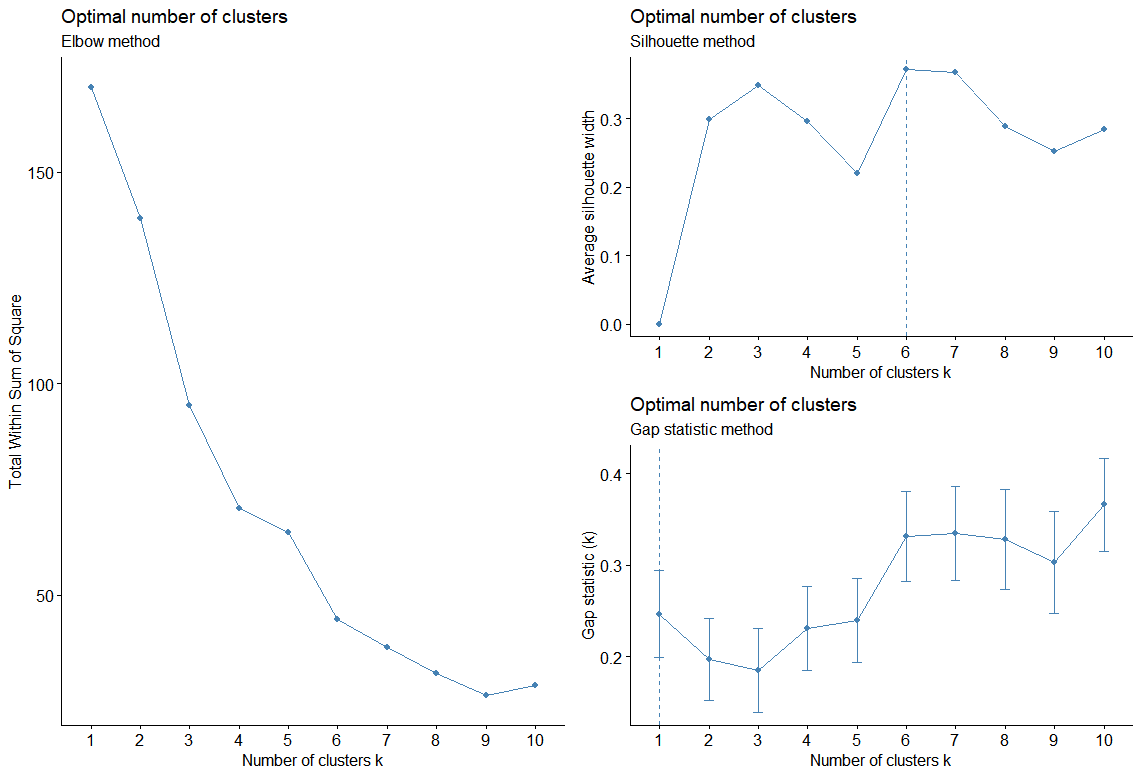 Optimal number of clusters
Elbow method
Total Within Sum of Square
150
100
50
1 2 3 4 5 6 7 8 9 10
Number of clusters k
Optimal number of clusters
Silhouette method
Average silhouette width
0.3
0.2
0.1
0.0
1 2 3 4 5 6 7 8 9 10
Number of clusters k
Optimal number of clusters
Gap statistic method
Gap statistic (k)
0.4
0.3
0.2
1 2 3 4 5 6 7 8 9 10
Number of clusters k